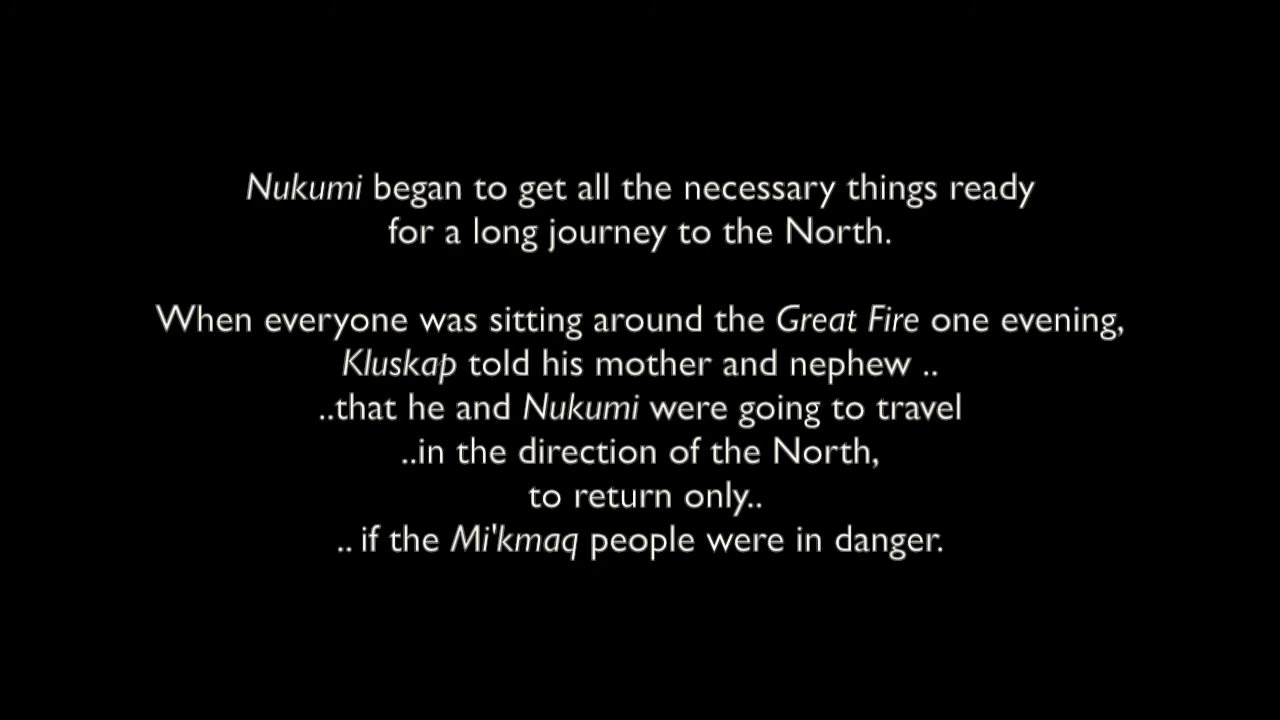 Nukumi began to get all the necessary things ready
for a long journey to the North.
When everyone was sitting around the Great Fire one evening,
Kluskap told his mother and nephew ..
..that he and Nukumi were going to travel
..in the direction of the North,
to return only..
.. if the Mi'kmaq people were in danger.